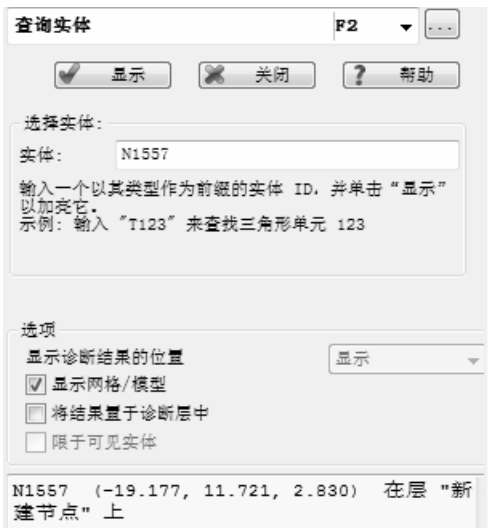 查询实体 F2 ...
显示 关闭 ? 帮助
选择实体:
实体: N1557
输入一个以其类型作为前缀的实体 ID，并单击“显示”
以加亮它。
示例: 输入 "T123" 来查找三角形单元 123
选项
显示诊断结果的位置 显示
显示网格/模型
将结果置于诊断层中
限于可见实体
N1557 (-19.177, 11.721, 2.830) 在层 "新
建节点" 上